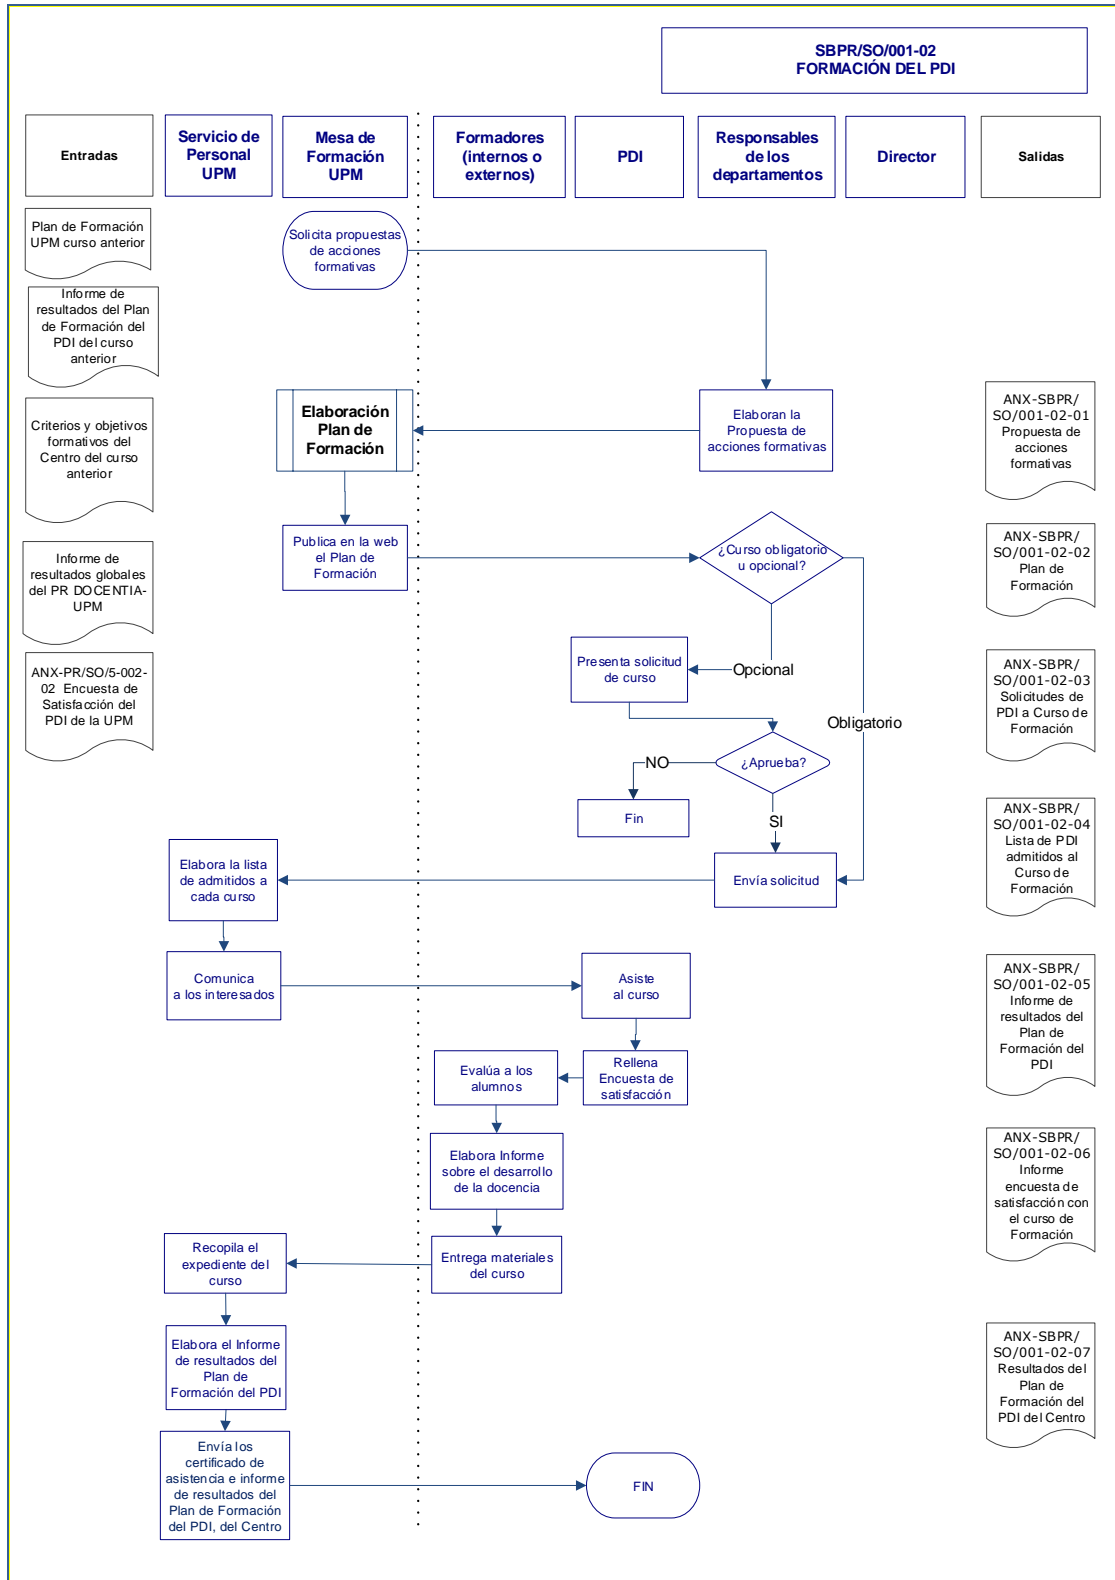 SBPR/SO/001-02
FORMACIÓN DEL PDI
Entradas
Servicio de
Personal
UPM
Mesa de
Formación
UPM
Formadores
(internos o
externos)
PDI
Responsables
de los
departamentos
Director
Salidas
Plan de Formación
UPM curso anterior
Solicita propuestas
de acciones
formativas
Informe de
resultados del Plan
de Formación del
PDI del curso
anterior
Criterios y objetivos
formativos del
Centro del curso
anterior
Elaboración
Plan de
Formación
Elaboran la
Propuesta de
acciones formativas
ANX-SBPR/
SO/001-02-01
Propuesta de
acciones
formativas
Informe de
resultados globales
del PR DOCENTIA-
UPM
Publica en la web
el Plan de
Formación
¿Curso obligatorio
u opcional?
ANX-SBPR/
SO/001-02-02
Plan de
Formación
ANX-PR/SO/5-002-
02 Encuesta de
Satisfacción del
PDI de la UPM
Presenta solicitud
de curso
Opcional
Obligatorio
ANX-SBPR/
SO/001-02-03
Solicitudes de
PDI a Curso de
Formación
¿Aprueba?
NO
Fin
SI
ANX-SBPR/
SO/001-02-04
Lista de PDI
admitidos al
Curso de
Formación
Elabora la lista
de admitidos a
cada curso
Envía solicitud
Comunica
a los interesados
Asiste
al curso
ANX-SBPR/
SO/001-02-05
Informe de
resultados del
Plan de
Formación del
PDI
Evalúa a los
alumnos
Rellena
Encuesta de
satisfacción
Elabora Informe
sobre el desarrollo
de la docencia
ANX-SBPR/
SO/001-02-06
Informe
encuesta de
satisfacción con
el curso de
Formación
Recopila el
expediente del
curso
Entrega materiales
del curso
Elabora el Informe
de resultados del
Plan de
Formación del PDI
ANX-SBPR/
SO/001-02-07
Resultados del
Plan de
Formación del
PDI del Centro
Envía los
certificado de
asistencia e informe
de resultados del
Plan de Formación
del PDI, del Centro
FIN